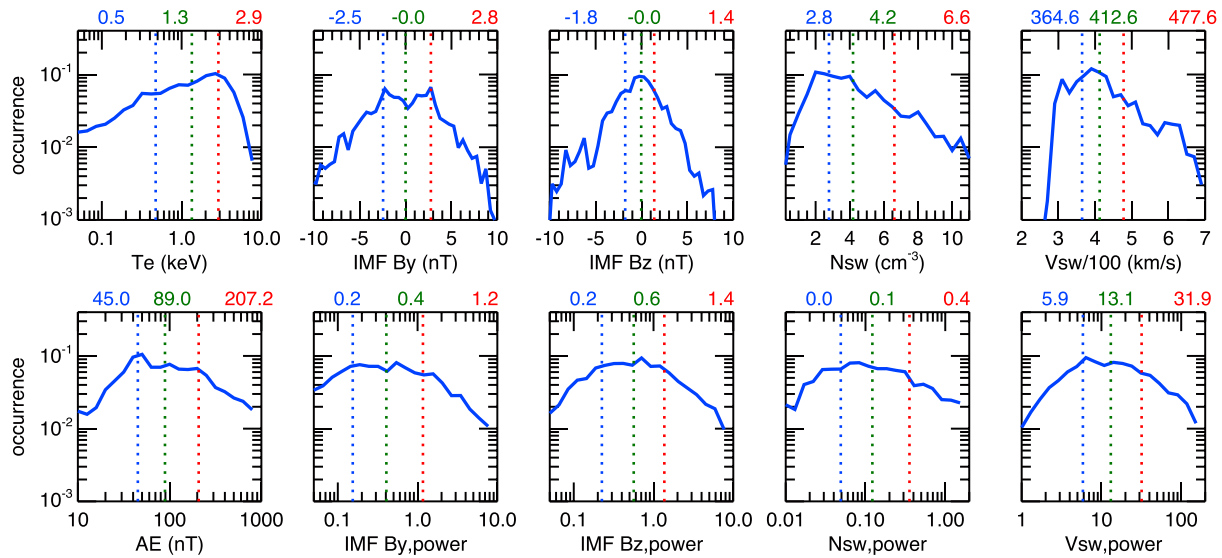 0.5 1.3 2.9 -2.5 -0.0 2.8 -1.8 -0.0 1.4 2.8 4.2 6.6 364.6 412.6 477.6
10⁻¹
10⁻²
10⁻³
occurrence
0.1 1.0 10.0 -10 -5 0 5 10 -10 -5 0 5 10 2 4 6 8 10 2 3 4 5 6 7
Te (keV) IMF By (nT) IMF Bz (nT) Nsw (cm⁻³) Vsw/100 (km/s)
45.0 89.0 207.2 0.2 0.4 1.2 0.2 0.6 1.4 0.0 0.1 0.4 5.9 13.1 31.9
10⁻¹
10⁻²
10⁻³
occurrence
10 100 1000 0.1 1.0 10.0 0.1 1.0 10.0 0.01 0.10 1.00 1 10 100
AE (nT) IMF By,power IMF Bz,power Nsw,power Vsw,power